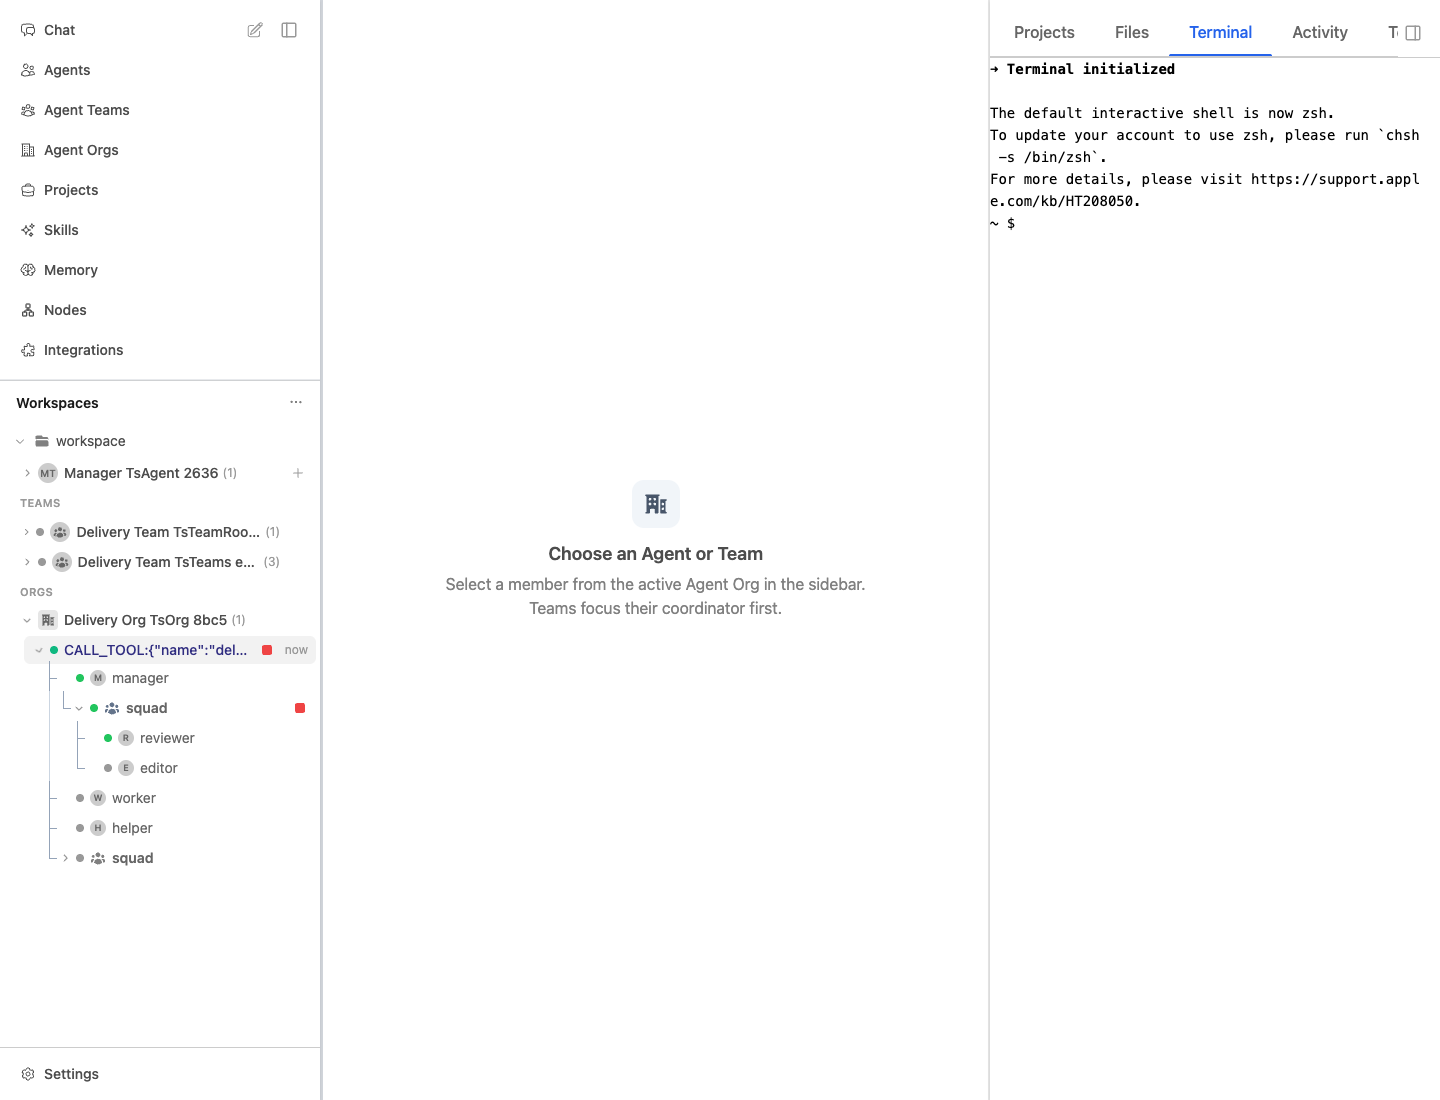 Chat
Agents
Agent Teams
Agent Orgs
Projects
Skills
Memory
Nodes
Integrations
Workspaces
workspace
MT Manager TsAgent 2636 (1)
TEAMS
Delivery Team TsTeamRoo... (1)
Delivery Team TsTeams e... (3)
ORGS
Delivery Org TsOrg 8bc5 (1)
CALL_TOOL:{"name":"del... now
M manager
squad
R reviewer
E editor
W worker
H helper
squad
Settings
Choose an Agent or Team
Select a member from the active Agent Org in the sidebar.
Teams focus their coordinator first.
Projects Files Terminal Activity
→ Terminal initialized
The default interactive shell is now zsh.
To update your account to use zsh, please run `chsh
-s /bin/zsh`.
For more details, please visit https://support.appl
e.com/kb/HT208050.
~ $